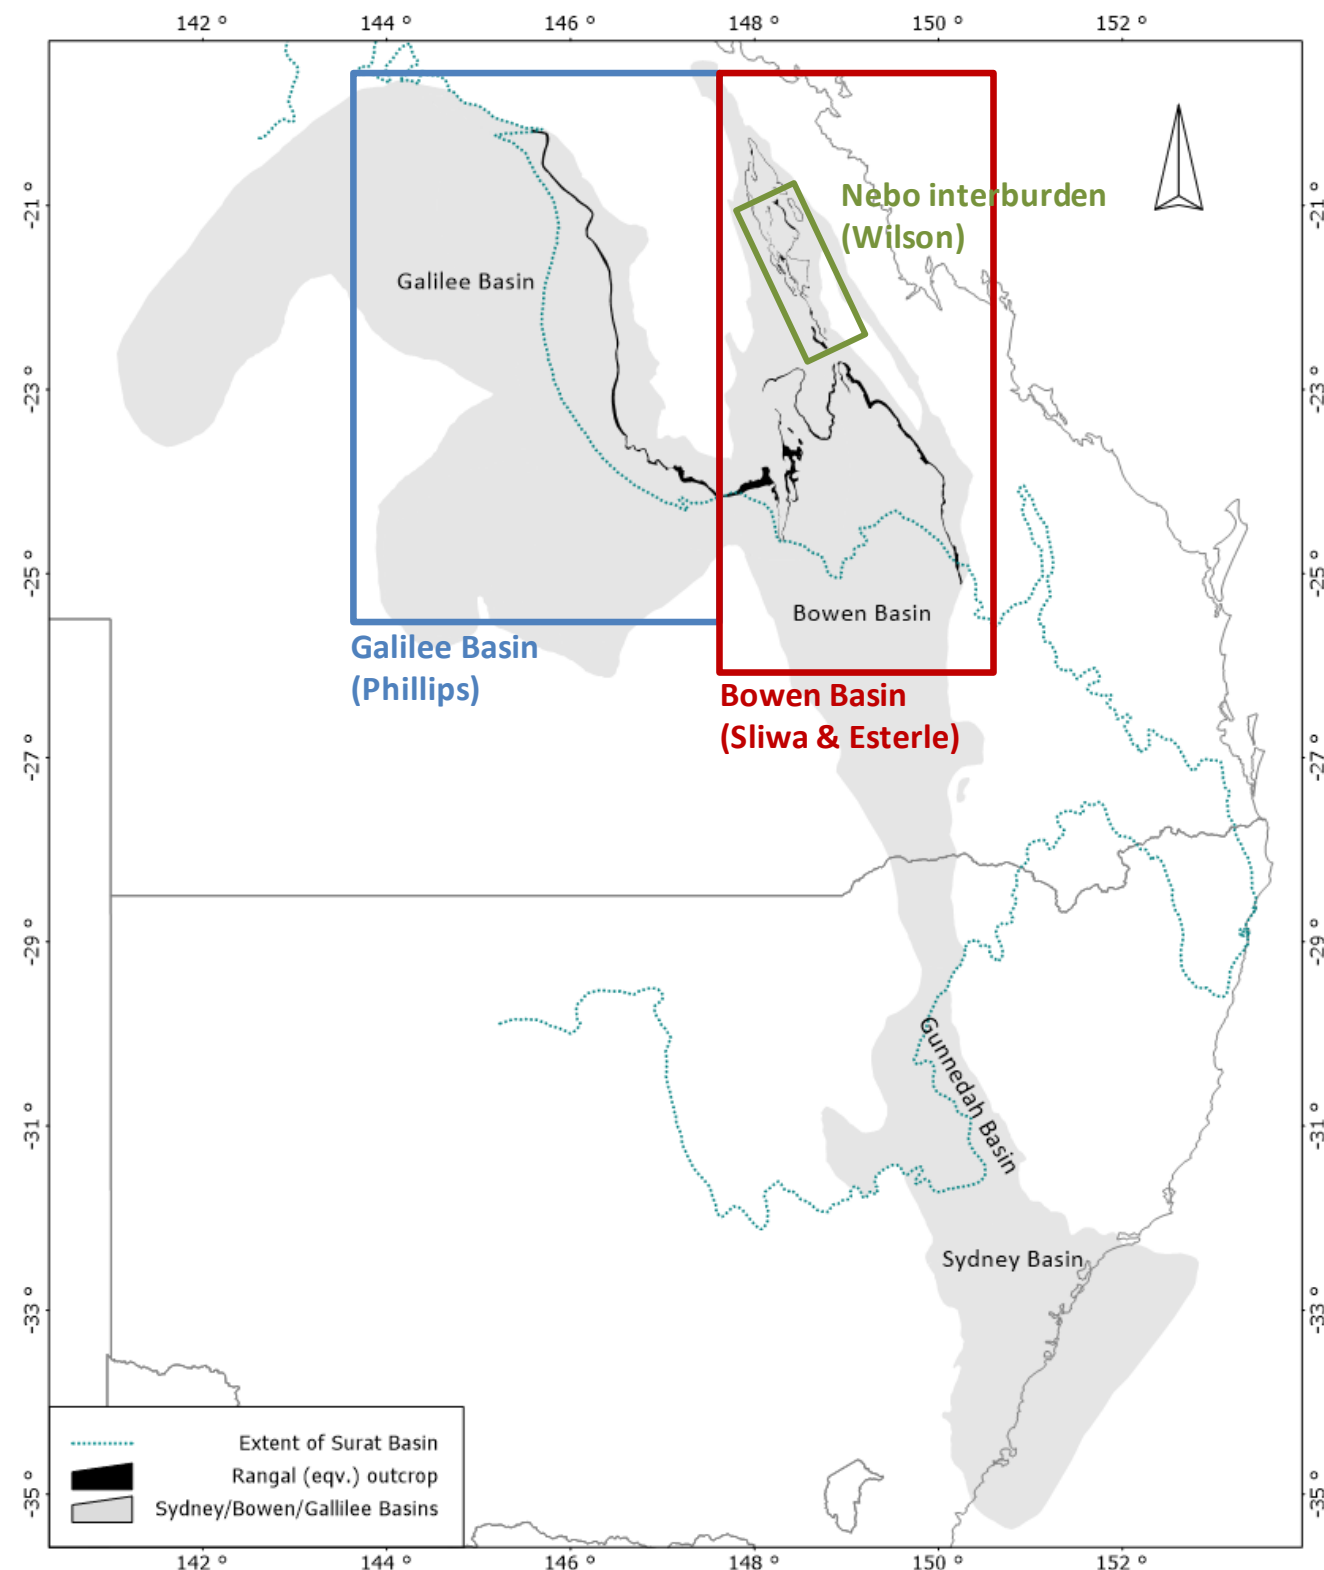 142 °
144 °
146 °
148 °
150 °
152 °
-21 °
-21 °
Nebo interburden
(Wilson)
Galilee Basin
-23 °
-23 °
-25 °
-25 °
Bowen Basin
Galilee Basin
(Phillips)
Bowen Basin
(Sliwa & Esterle)
-27 °
-27 °
-29 °
-29 °
Gunnedah Basin
-31 °
-31 °
Sydney Basin
-33 °
-33 °
Extent of Surat Basin
Rangal (eqv.) outcrop
Sydney/Bowen/Gallilee Basins
-35 °
-35 °
142 °
144 °
146 °
148 °
150 °
152 °